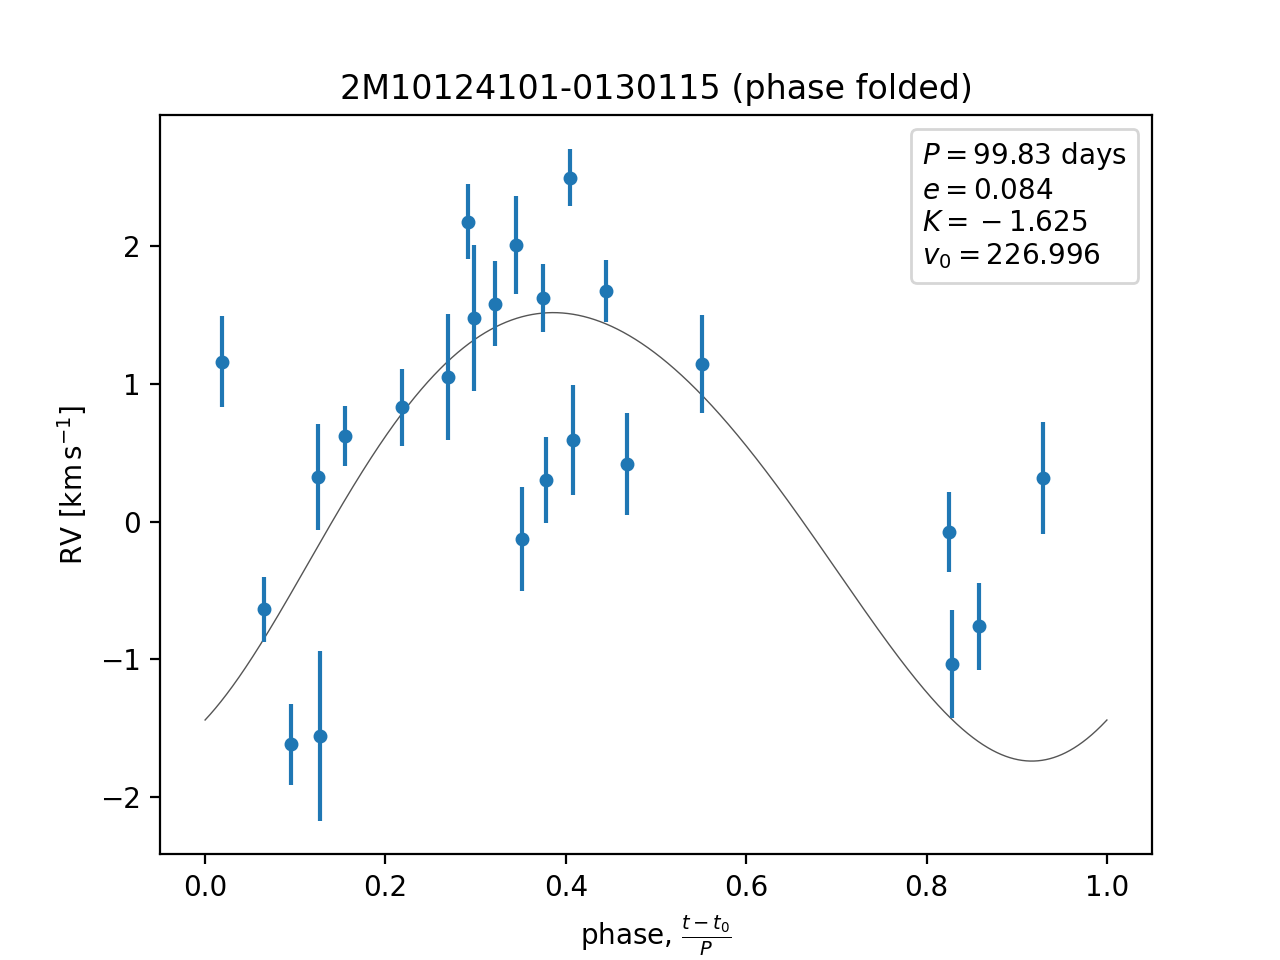 2M10124101-0130115 (phase folded)
P = 99.83 days
e = 0.084
K = −1.625
v₀ = 226.996
2
1
0
−1
−2
RV [km s⁻¹]
0.0 0.2 0.4 0.6 0.8 1.0
phase, (t − t₀)/P